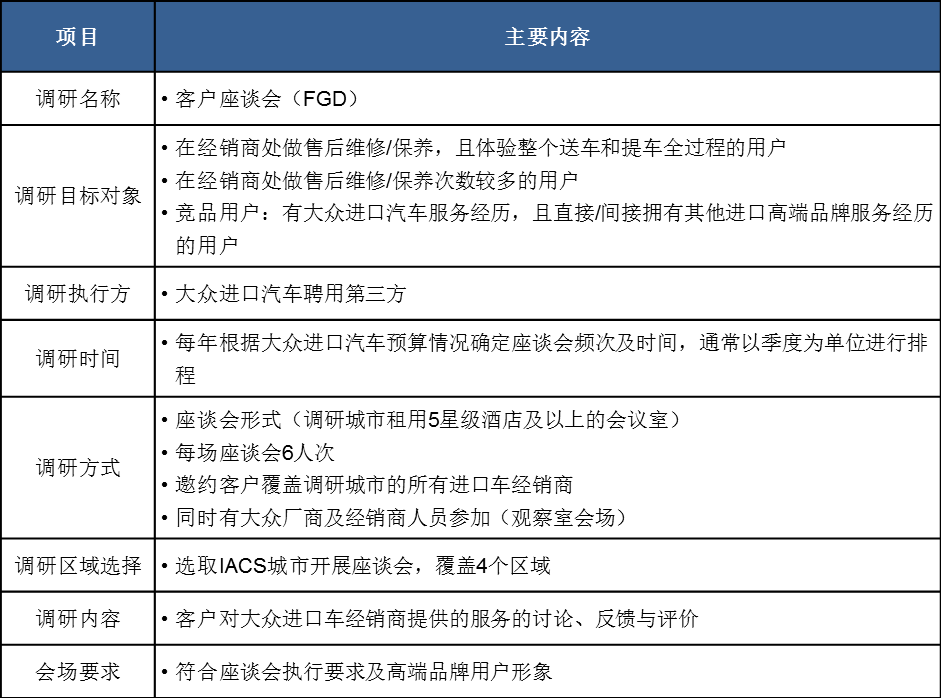 项目
主要内容
调研名称
• 客户座谈会（FGD）
调研目标对象
• 在经销商处做售后维修/保养，且体验整个送车和提车全过程的用户
• 在经销商处做售后维修/保养次数较多的用户
• 竞品用户：有大众进口汽车服务经历，且直接/间接拥有其他进口高端品牌服务经历
的用户
调研执行方
• 大众进口汽车聘用第三方
调研时间
• 每年根据大众进口汽车预算情况确定座谈会频次及时间，通常以季度为单位进行排
程
调研方式
• 座谈会形式（调研城市租用5星级酒店及以上的会议室）
• 每场座谈会6人次
• 邀约客户覆盖调研城市的所有进口车经销商
• 同时有大众厂商及经销商人员参加（观察室会场）
调研区域选择
• 选取IACS城市开展座谈会，覆盖4个区域
调研内容
• 客户对大众进口车经销商提供的服务的讨论、反馈与评价
会场要求
• 符合座谈会执行要求及高端品牌用户形象